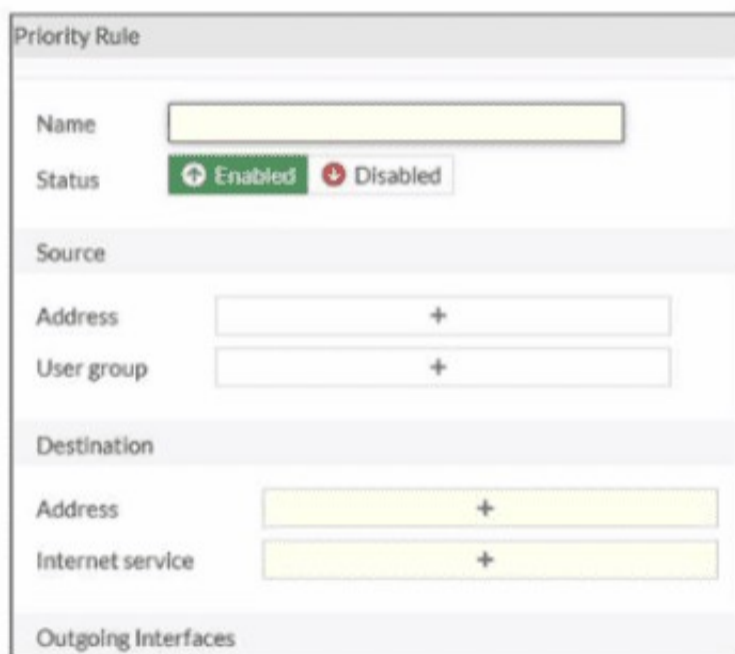 Priority Rule
Name
Status Enabled Disabled
Source
Address +
User group +
Destination
Address +
Internet service +
Outgoing Interfaces